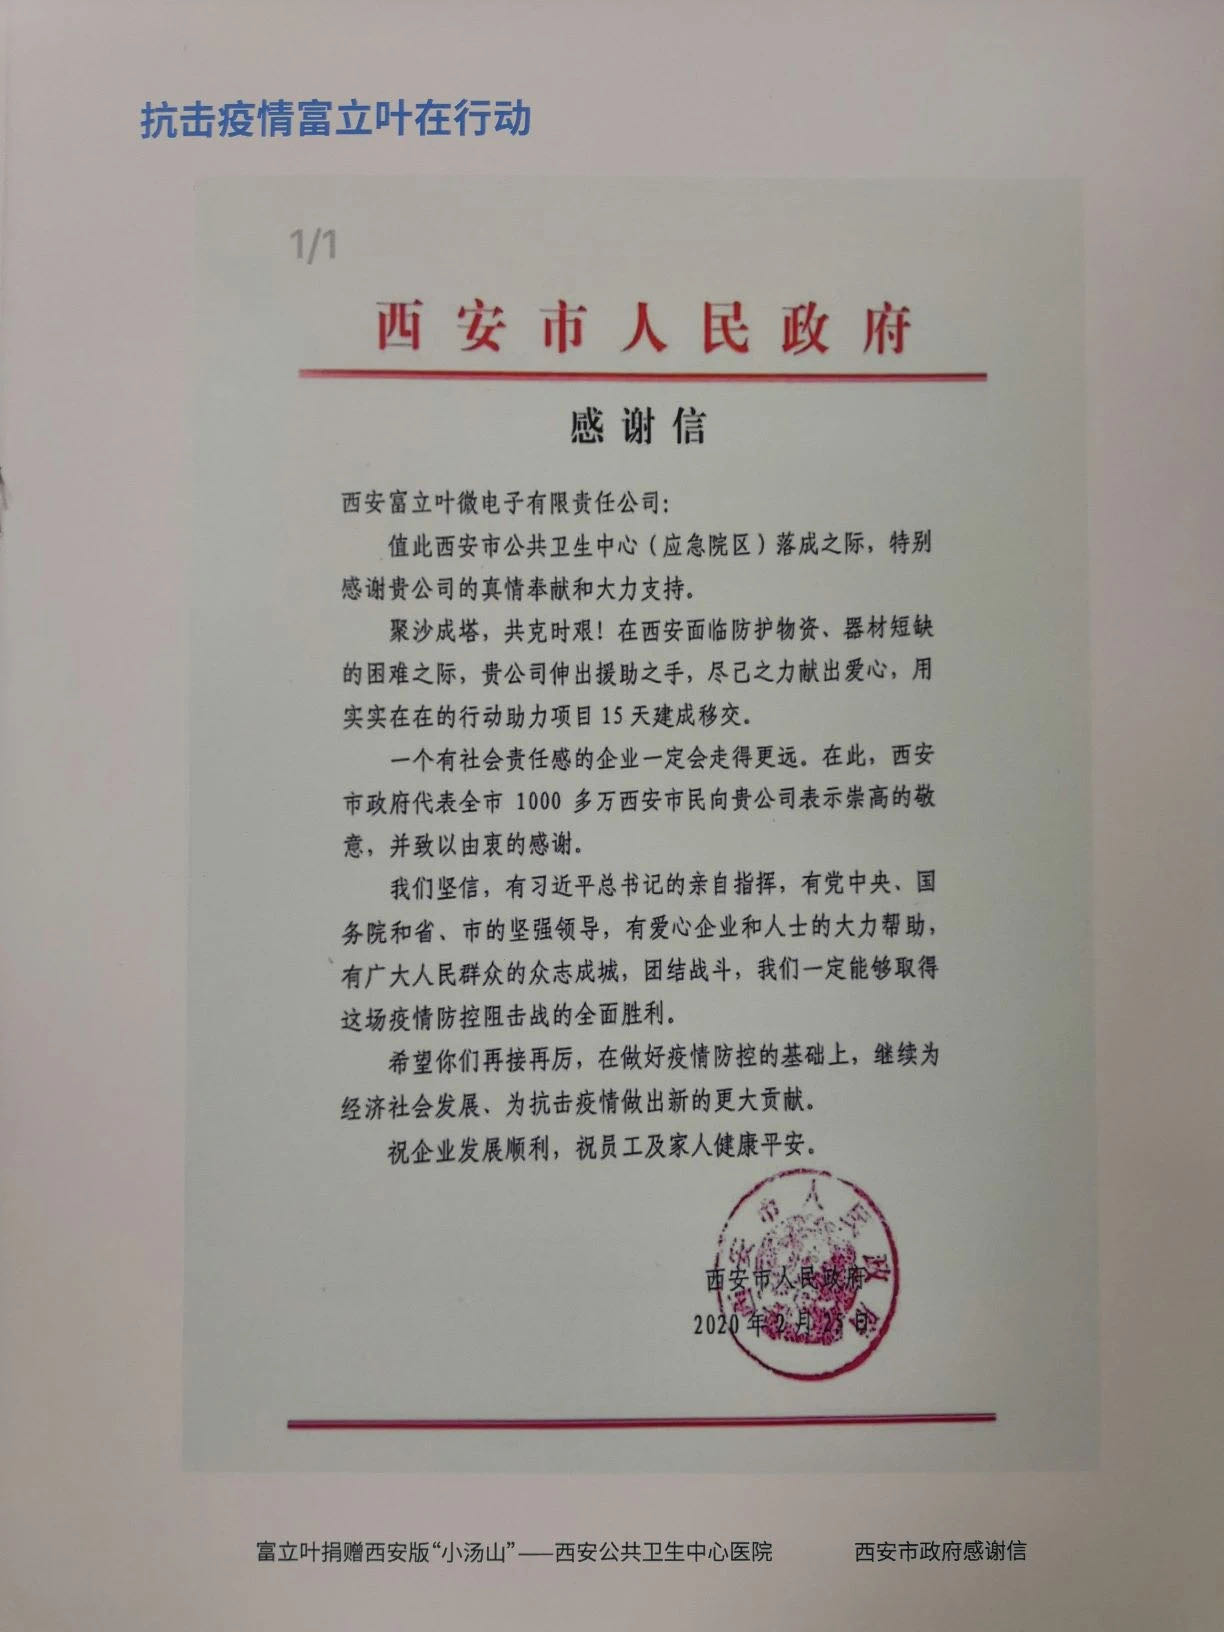 抗击疫情富立叶在行动
1/1
西安市人民政府
感谢信
西安富立叶微电子有限责任公司：
值此西安市公共卫生中心（应急院区）落成之际，特别
感谢贵公司的真情奉献和大力支持。
聚沙成塔，共克时艰！在西安面临防护物资、器材短缺
的困难之际，贵公司伸出援助之手，尽己之力献出爱心，用
实实在在的行动助力项目15天建成移交。
一个有社会责任感的企业一定会走得更远。在此，西安
市政府代表全市 1000 多万西安市民向贵公司表示崇高的敬
意，并致以由衷的感谢。
我们坚信，有习近平总书记的亲自指挥，有党中央、国
务院和省、市的坚强领导，有爱心企业和人士的大力帮助，
有广大人民群众的众志成城，团结战斗，我们一定能够取得
这场疫情防控阻击战的全面胜利。
希望你们再接再厉，在做好疫情防控的基础上，继续为
经济社会发展、为抗击疫情做出新的更大贡献。
祝企业发展顺利，祝员工及家人健康平安。
西安市人民政府
西安市人民政府
2020年2月25日
富立叶捐赠西安版“小汤山”——西安公共卫生中心医院 西安市政府感谢信